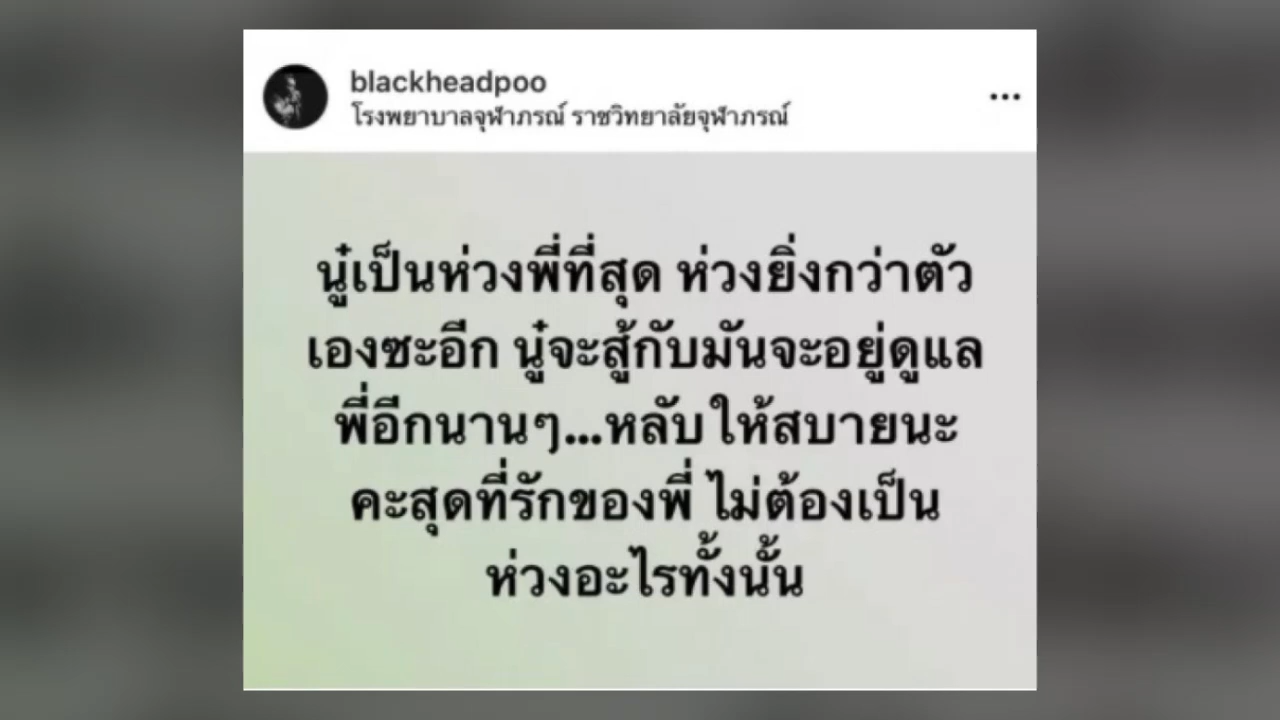 blackheadpoo
โรงพยาบาลจุฬาภรณ์ ราชวิทยาลัยจุฬาภรณ์
นู๋เป็นห่วงพี่ที่สุด ห่วงยิ่งกว่าตัว
เองซะอีก นู๋จะสู้กับมันจะอยู่ดูแล
พี่อีกนานๆ...หลับให้สบายนะ
คะสุดที่รักของพี่ ไม่ต้องเป็น
ห่วงอะไรทั้งนั้น